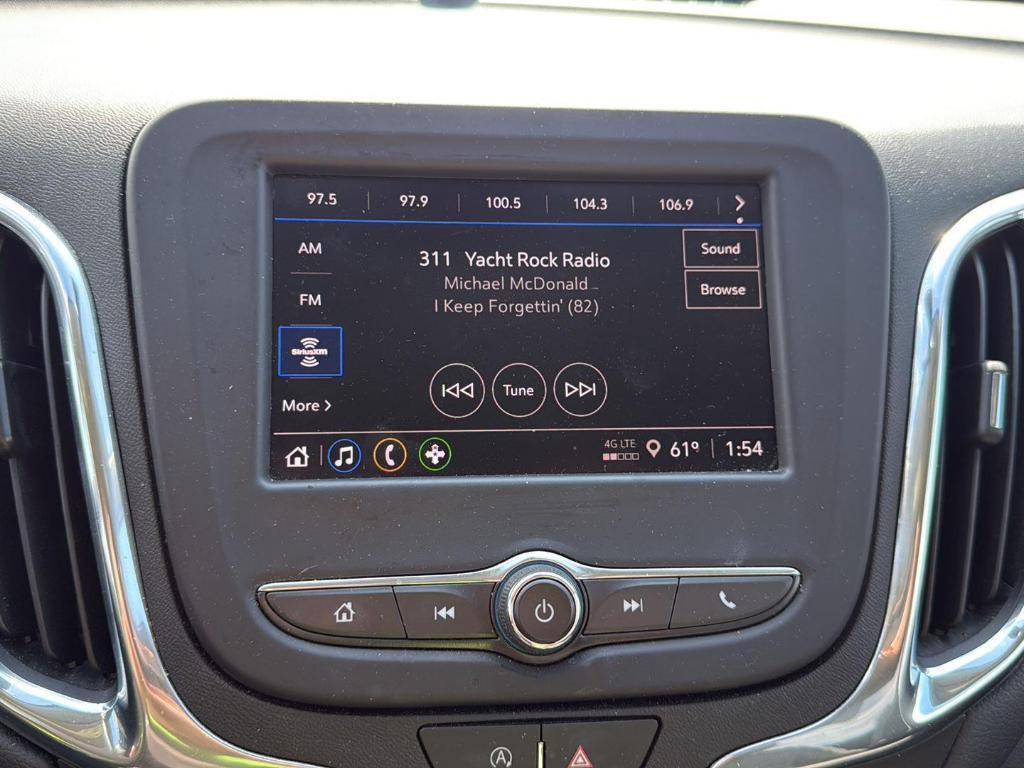 97.5 97.9 100.5 104.3 106.9
AM
311 Yacht Rock Radio
Sound
Michael McDonald
Browse
FM
I Keep Forgettin' (82)
SiriusXM
Tune
More
4G LTE
61° 1:54
A